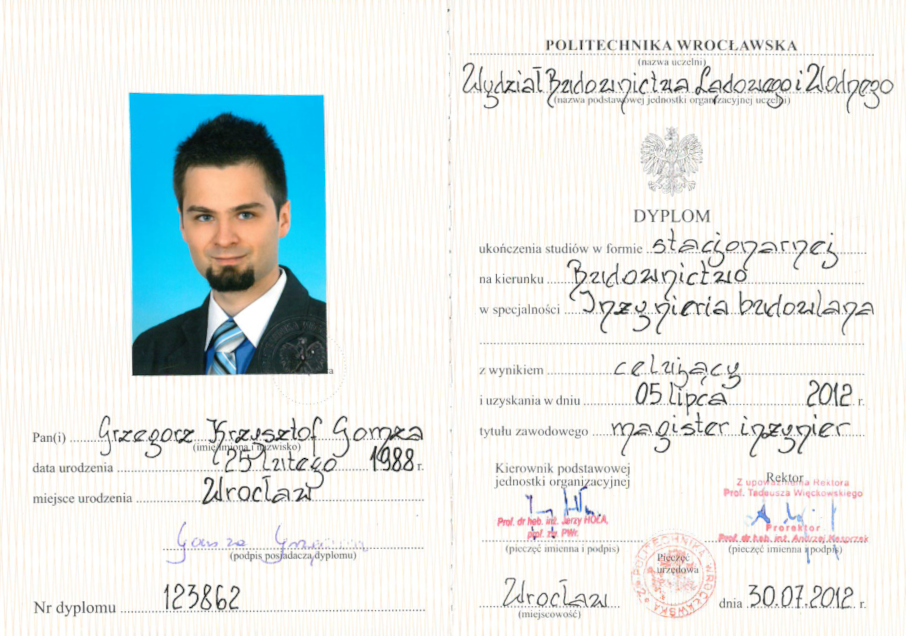 Pan(i) Grzegorz Krzysztof Gomza
(imię/imiona i nazwisko)
data urodzenia 25 lutego 1988 r.
miejsce urodzenia Wrocław
(podpis posiadacza dyplomu)
Nr dyplomu 123862
POLITECHNIKA WROCŁAWSKA
(nazwa uczelni)
Wydział Budownictwa Lądowego i Wodnego
(nazwa podstawowej jednostki organizacyjnej uczelni)
DYPLOM
ukończenia studiów w formie stacjonarnej
na kierunku Budownictwo
w specjalności Inżynieria budowlana
z wynikiem celujący
i uzyskania w dniu 05 lipca 2012 r.
tytułu zawodowego magister inżynier
Kierownik podstawowej
jednostki organizacyjnej
Prof. dr hab. inż. Jerzy HOŁA,
prof. zw. PWr.
(pieczęć imienna i podpis)
Rektor
Z upoważnienia Rektora
Prof. Tadeusza Więckowskiego
Prorektor
Prof. dr hab. inż. Andrzej Kasprzak
(pieczęć imienna i podpis)
Pieczęć
urzędowa
POLITECHNIKA WROCŁAWSKA
Wrocław
(miejscowość)
dnia 30.07.2012 r.